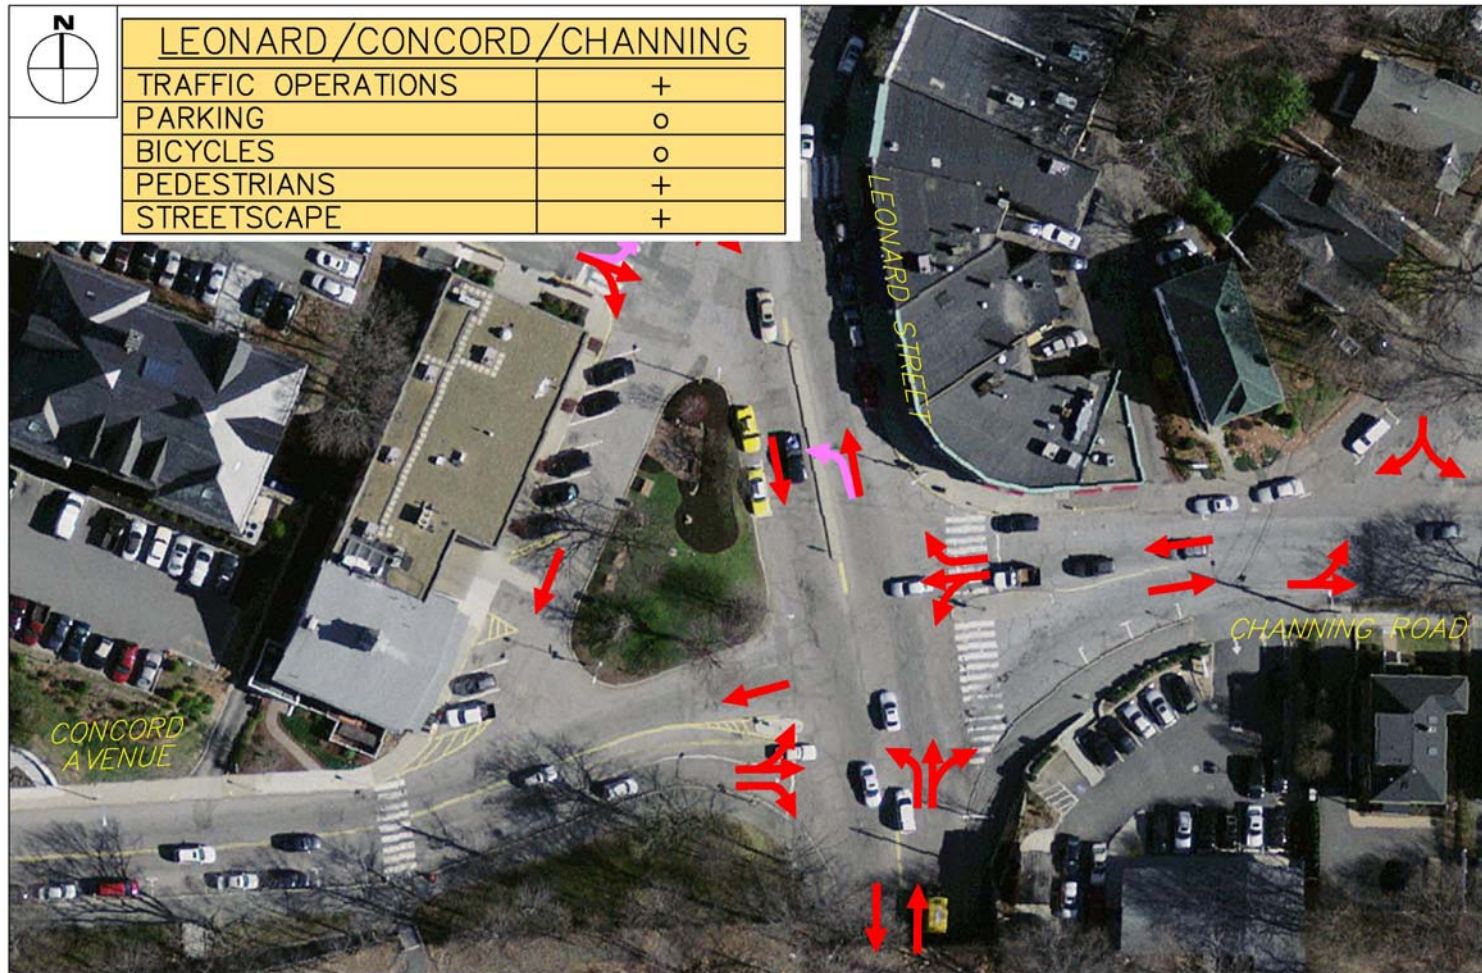 N
LEONARD/CONCORD/CHANNING
TRAFFIC OPERATIONS +
PARKING o
BICYCLES o
PEDESTRIANS +
STREETSCAPE +
LEONARD STREET
CHANNING ROAD
CONCORD
AVENUE